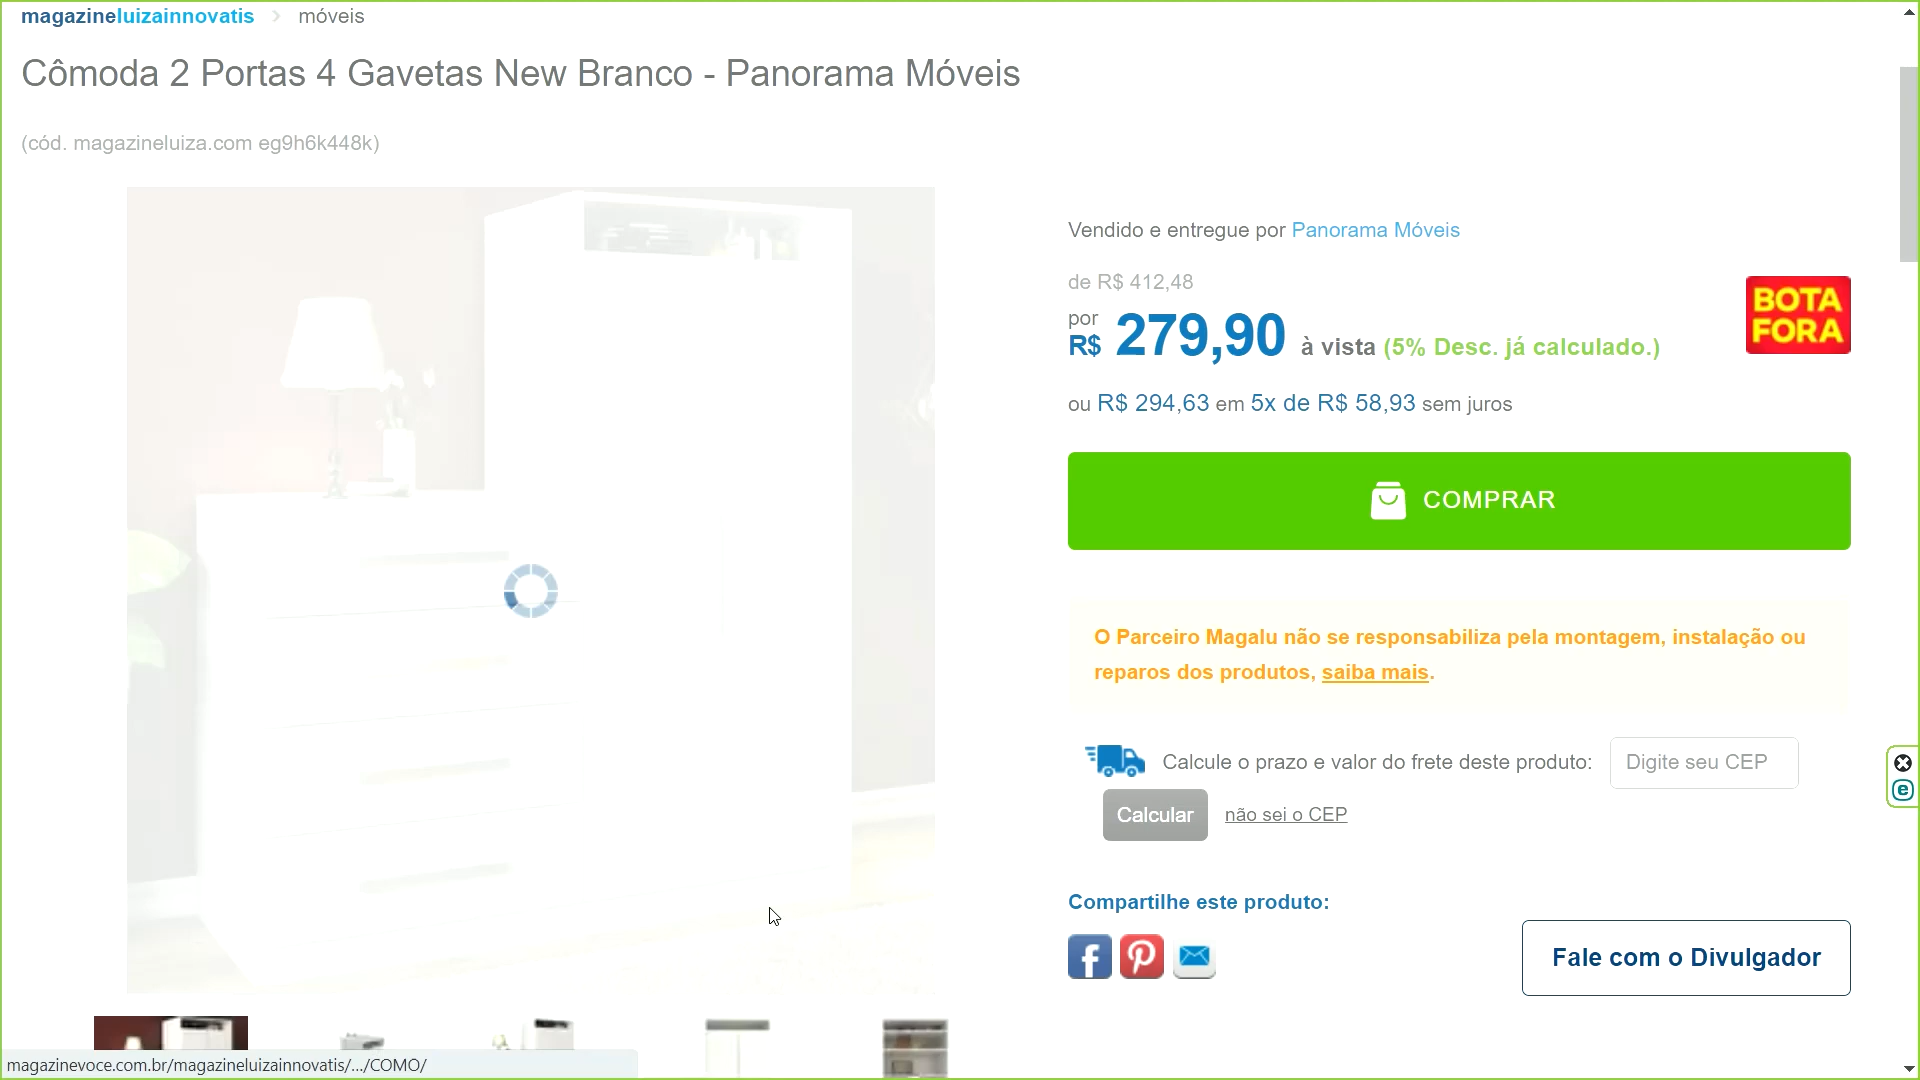 magazineluizainnovatis > móveis
Cômoda 2 Portas 4 Gavetas New Branco - Panorama Móveis
(cód. magazineluiza.com eg9h6k448k)
Vendido e entregue por Panorama Móveis
de R$ 412,48
por
R$ 279,90 à vista (5% Desc. já calculado.)
BOTA
FORA
ou R$ 294,63 em 5x de R$ 58,93 sem juros
COMPRAR
O Parceiro Magalu não se responsabiliza pela montagem, instalação ou
reparos dos produtos, saiba mais.
Calcule o prazo e valor do frete deste produto: Digite seu CEP
Calcular não sei o CEP
Compartilhe este produto:
Fale com o Divulgador
magazinevoce.com.br/magazineluizainnovatis/.../COMO/